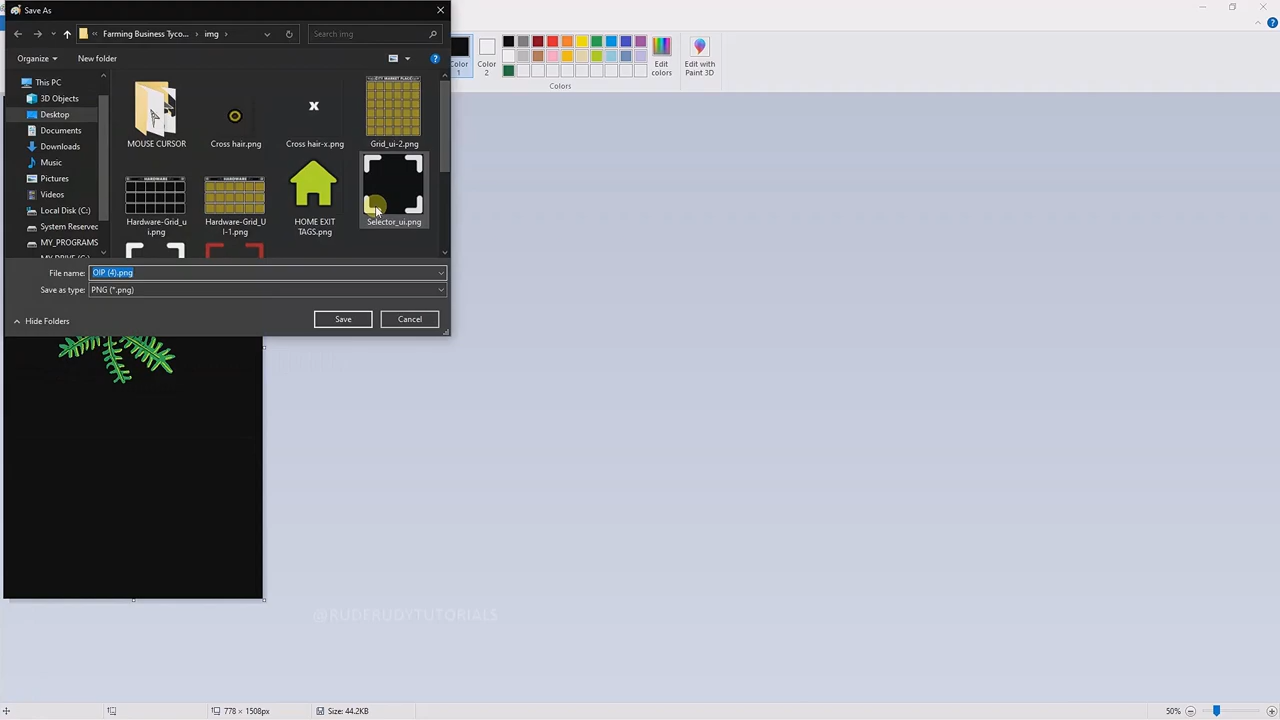 Save As
Farming Business Tyco... > img >
Search img
Organize
New folder
This PC
3D Objects
Desktop
Documents
Downloads
Music
Pictures
Videos
Local Disk (C:)
System Reserved
MY_PROGRAMS
MOUSE CURSOR
Cross hair.png
Cross hair-x.png
Grid_ui-2.png
HARDWARE
HARDWARE
Hardware-Grid_u
i.png
Hardware-Grid_U
I-1.png
HOME EXIT
TAGS.png
Selector_ui.png
File name:
OIP (4).png
Save as type:
PNG (*.png)
Hide Folders
Save
Cancel
Color
1
Color
2
Edit
colors
Edit with
Paint 3D
Colors
@RUDERUDYTUTORIALS
778 × 1508px
Size: 44.2KB
50%